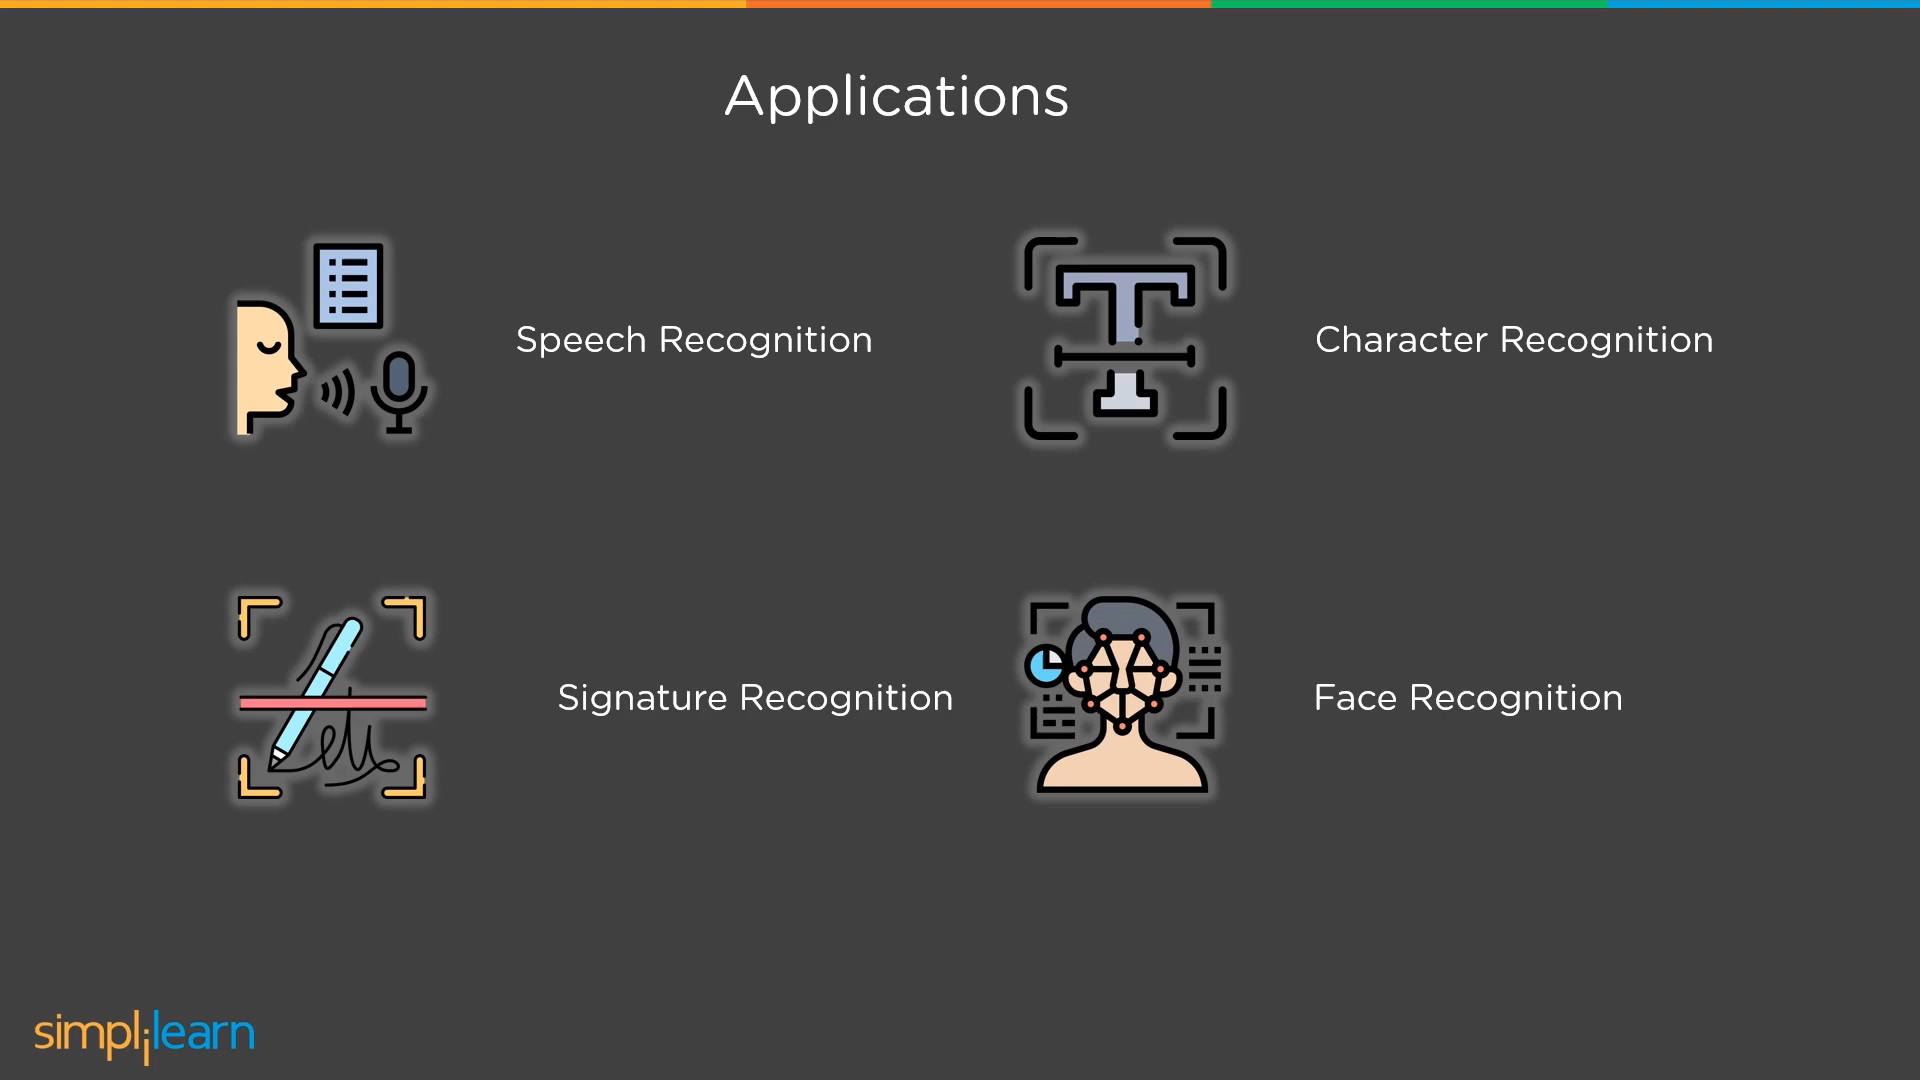 Applications
Speech Recognition
Character Recognition
Signature Recognition
Face Recognition
simplilearn